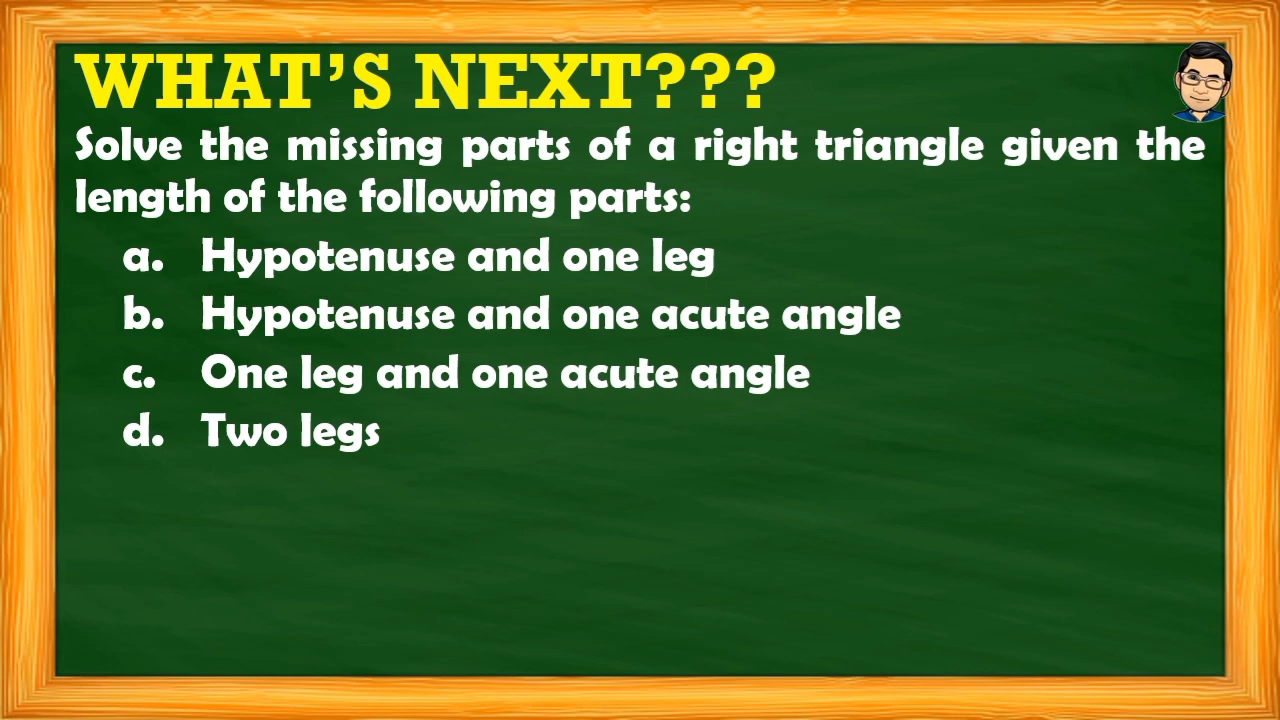 WHAT’S NEXT???
Solve the missing parts of a right triangle given the
length of the following parts:
a. Hypotenuse and one leg
b. Hypotenuse and one acute angle
c. One leg and one acute angle
d. Two legs